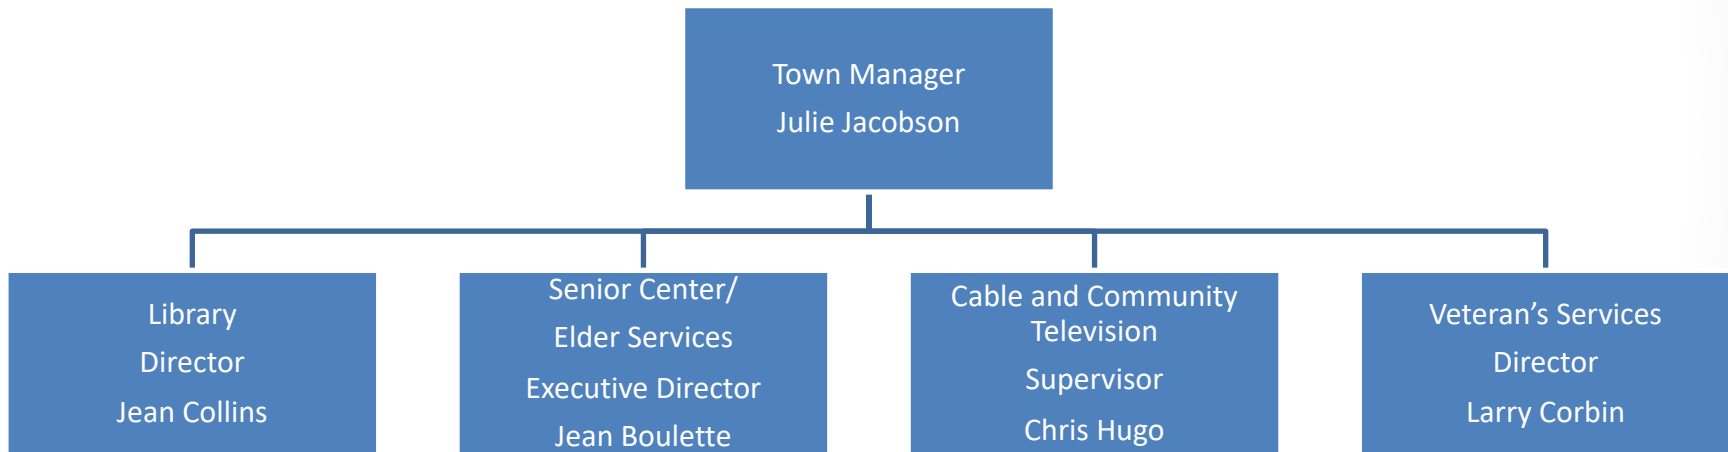 Town Manager
Julie Jacobson
Library
Director
Jean Collins
Senior Center/
Elder Services
Executive Director
Jean Boulette
Cable and Community
Television
Supervisor
Chris Hugo
Veteran’s Services
Director
Larry Corbin